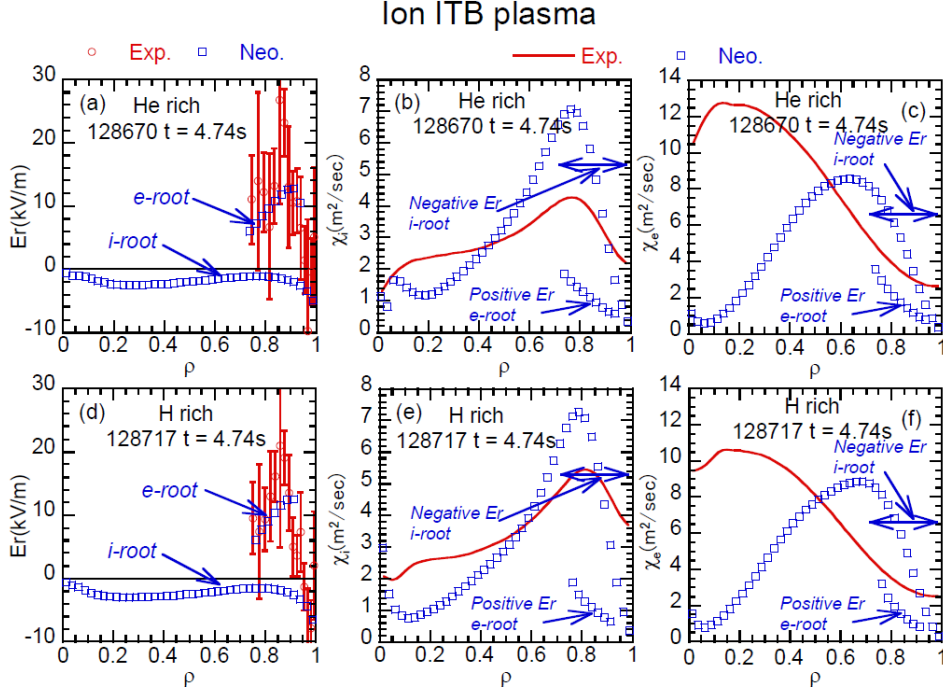 Ion ITB plasma
○ Exp. □ Neo.
Exp. □ Neo.
(a)
He rich
128670 t = 4.74s
e-root
i-root
Er(kV/m)
30
20
10
0
-10
0 0.2 0.4 0.6 0.8 1
ρ
(b)
He rich
128670 t = 4.74s
Negative Er
i-root
Positive Er
e-root
χi(m²/sec)
8
7
6
5
4
3
2
1
0
0 0.2 0.4 0.6 0.8 1
ρ
(c)
He rich
128670 t = 4.74s
Negative Er
i-root
Positive Er
e-root
χe(m²/sec)
14
12
10
8
6
4
2
0
0 0.2 0.4 0.6 0.8 1
ρ
(d)
H rich
128717 t = 4.74s
e-root
i-root
Er(kV/m)
30
20
10
0
-10
0 0.2 0.4 0.6 0.8 1
ρ
(e)
H rich
128717 t = 4.74s
Negative Er
i-root
Positive Er
e-root
χi(m²/sec)
8
7
6
5
4
3
2
1
0
0 0.2 0.4 0.6 0.8 1
ρ
(f)
H rich
128717 t = 4.74s
Negative Er
i-root
Positive Er
e-root
χe(m²/sec)
14
12
10
8
6
4
2
0
0 0.2 0.4 0.6 0.8 1
ρ